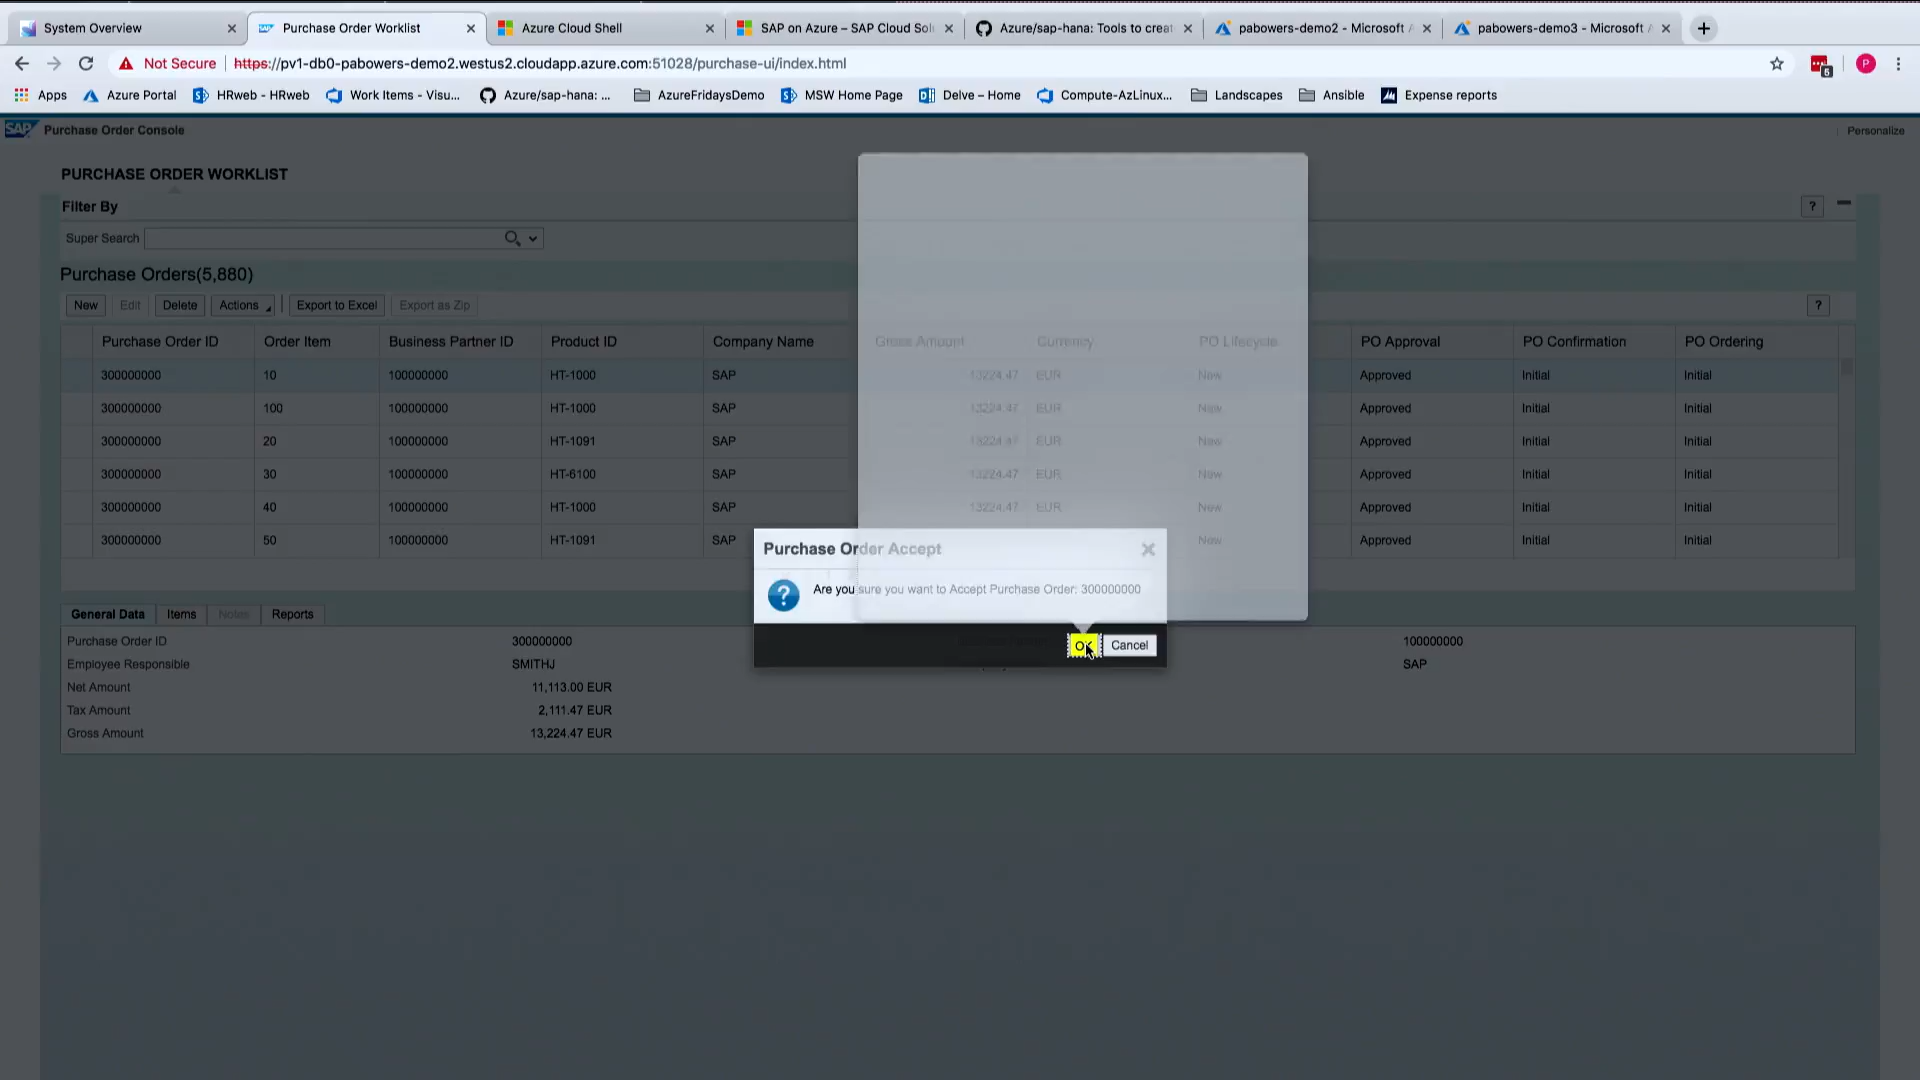 System Overview
Purchase Order Worklist
Azure Cloud Shell
SAP on Azure – SAP Cloud Sol
Azure/sap-hana: Tools to creat
pabowers-demo2 - Microsoft A
pabowers-demo3 - Microsoft A
Not Secure
https://pv1-db0-pabowers-demo2.westus2.cloudapp.azure.com:51028/purchase-ui/index.html
5
P
Apps
Azure Portal
HRweb - HRweb
Work Items - Visu...
Azure/sap-hana: ...
AzureFridaysDemo
MSW Home Page
Delve – Home
Compute-AzLinux...
Landscapes
Ansible
Expense reports
SAP Purchase Order Console
Personalize
PURCHASE ORDER WORKLIST
Filter By
?
Super Search
Purchase Orders(5,880)
New Edit Delete Actions Export to Excel Export as Zip
?
Purchase Order ID Order Item Business Partner ID Product ID Company Name Gross Amount Currency PO Lifecycle PO Approval PO Confirmation PO Ordering
300000000 10 100000000 HT-1000 SAP 13224.47 EUR New Approved Initial Initial
300000000 100 100000000 HT-1000 SAP 13224.47 EUR New Approved Initial Initial
300000000 20 100000000 HT-1091 SAP 13224.47 EUR New Approved Initial Initial
300000000 30 100000000 HT-6100 SAP 13224.47 EUR New Approved Initial Initial
300000000 40 100000000 HT-1000 SAP 13224.47 EUR New Approved Initial Initial
300000000 50 100000000 HT-1091 SAP New Approved Initial Initial
Purchase Order Accept
?
Are you sure you want to Accept Purchase Order: 300000000
OK Cancel
General Data Items Notes Reports
Purchase Order ID 300000000 100000000
Employee Responsible SMITHJ SAP
Net Amount 11,113.00 EUR
Tax Amount 2,111.47 EUR
Gross Amount 13,224.47 EUR